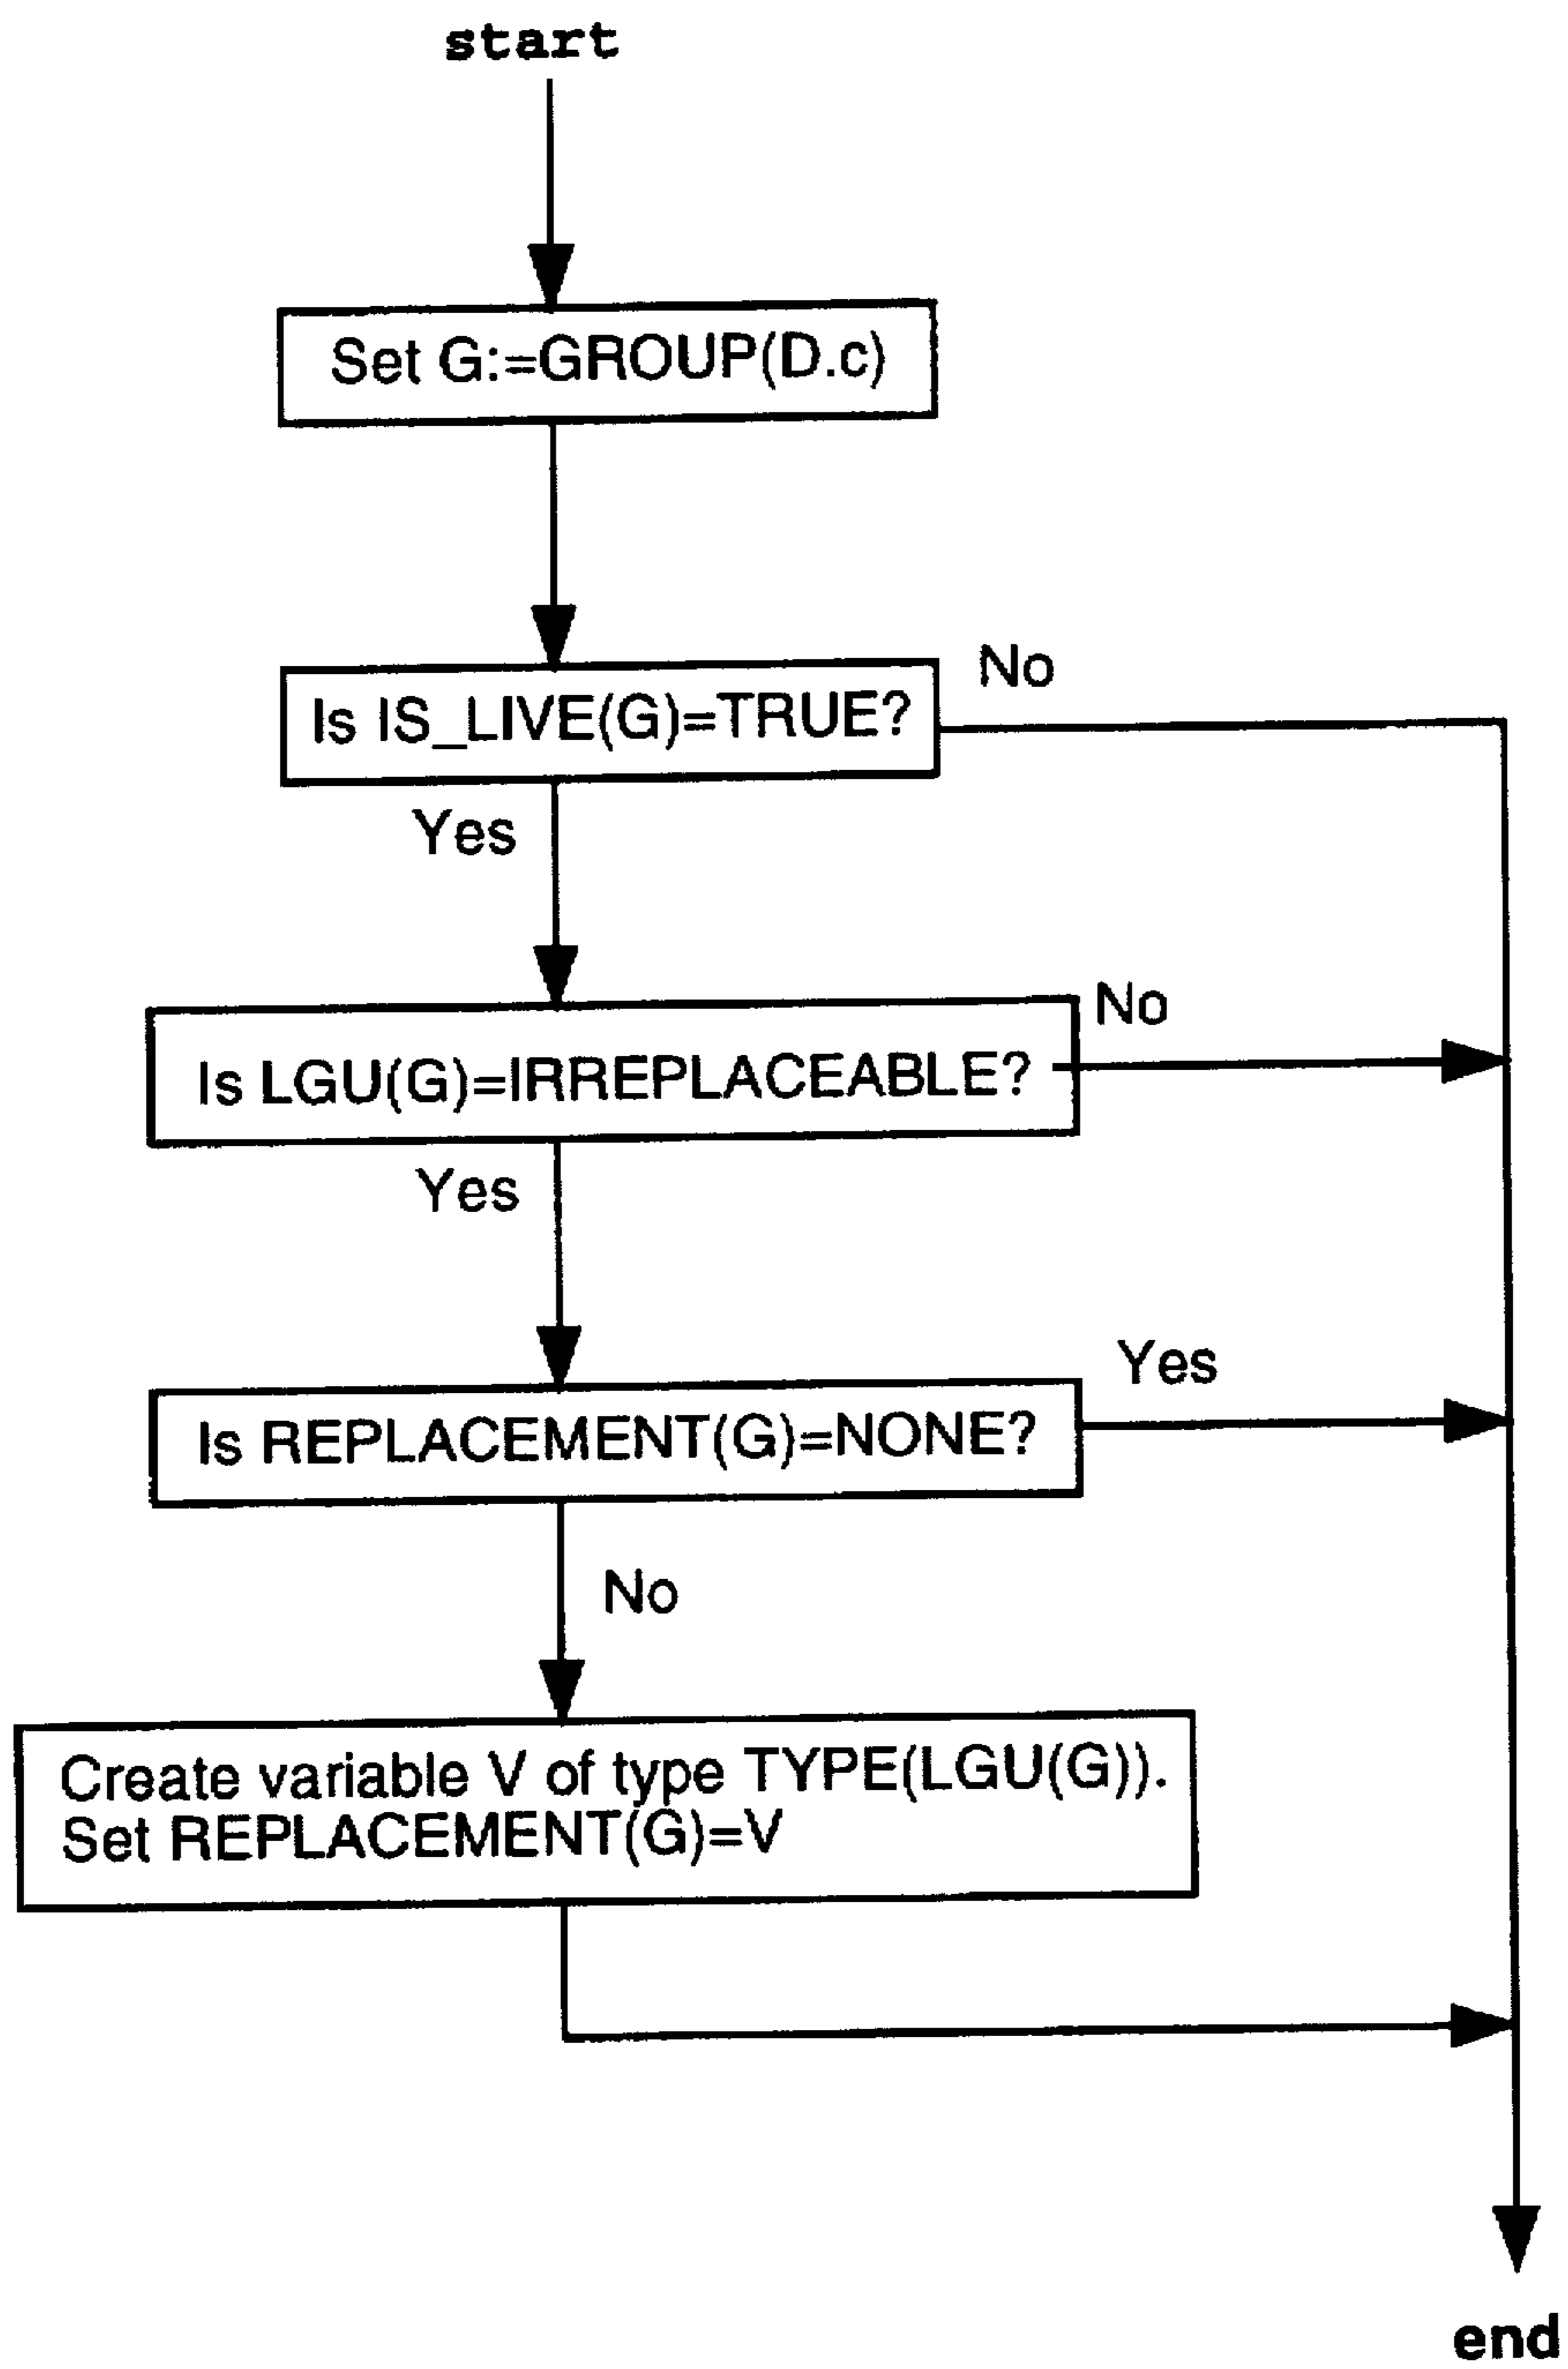 start
Set G:=GROUP(D.c)
Is IS_LIVE(G)=TRUE?
No
Yes
Is LGU(G)=IRREPLACEABLE?
No
Yes
Is REPLACEMENT(G)=NONE?
Yes
No
Create variable V of type TYPE(LGU(G)).
Set REPLACEMENT(G)=V
end